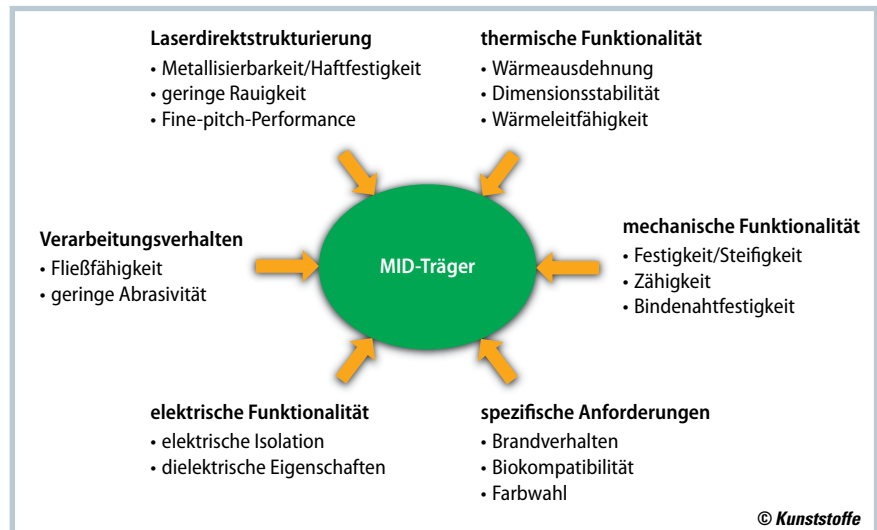 Laserdirektstrukturierung
• Metallisierbarkeit/Haftfestigkeit
• geringe Rauigkeit
• Fine-pitch-Performance
thermische Funktionalität
• Wärmeausdehnung
• Dimensionsstabilität
• Wärmeleitfähigkeit
Verarbeitungsverhalten
• Fließfähigkeit
• geringe Abrasivität
MID-Träger
mechanische Funktionalität
• Festigkeit/Steifigkeit
• Zähigkeit
• Bindenahtfestigkeit
elektrische Funktionalität
• elektrische Isolation
• dielektrische Eigenschaften
spezifische Anforderungen
• Brandverhalten
• Biokompatibilität
• Farbwahl
© Kunststoffe